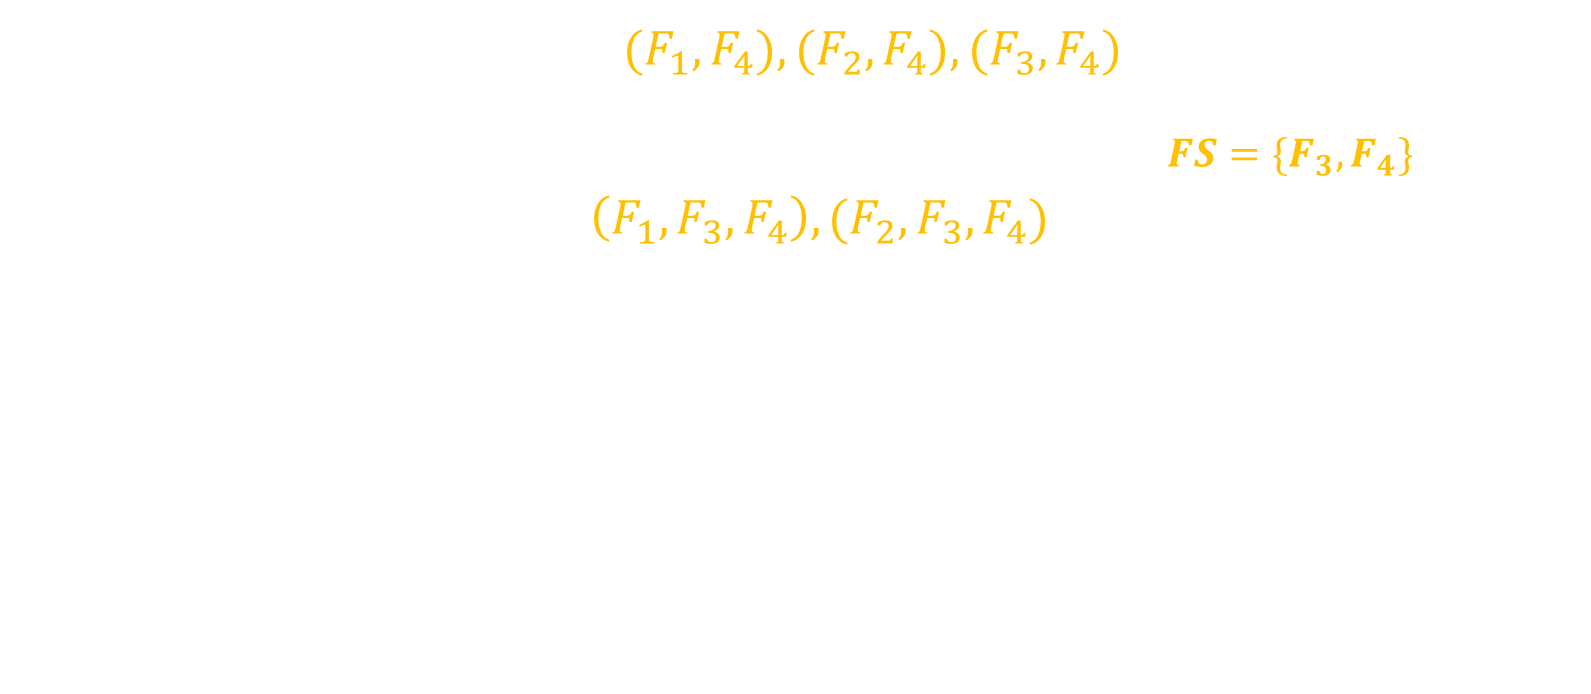 (F₁, F₄), (F₂, F₄), (F₃, F₄)
FS = {F₃, F₄}
(F₁, F₃, F₄), (F₂, F₃, F₄)